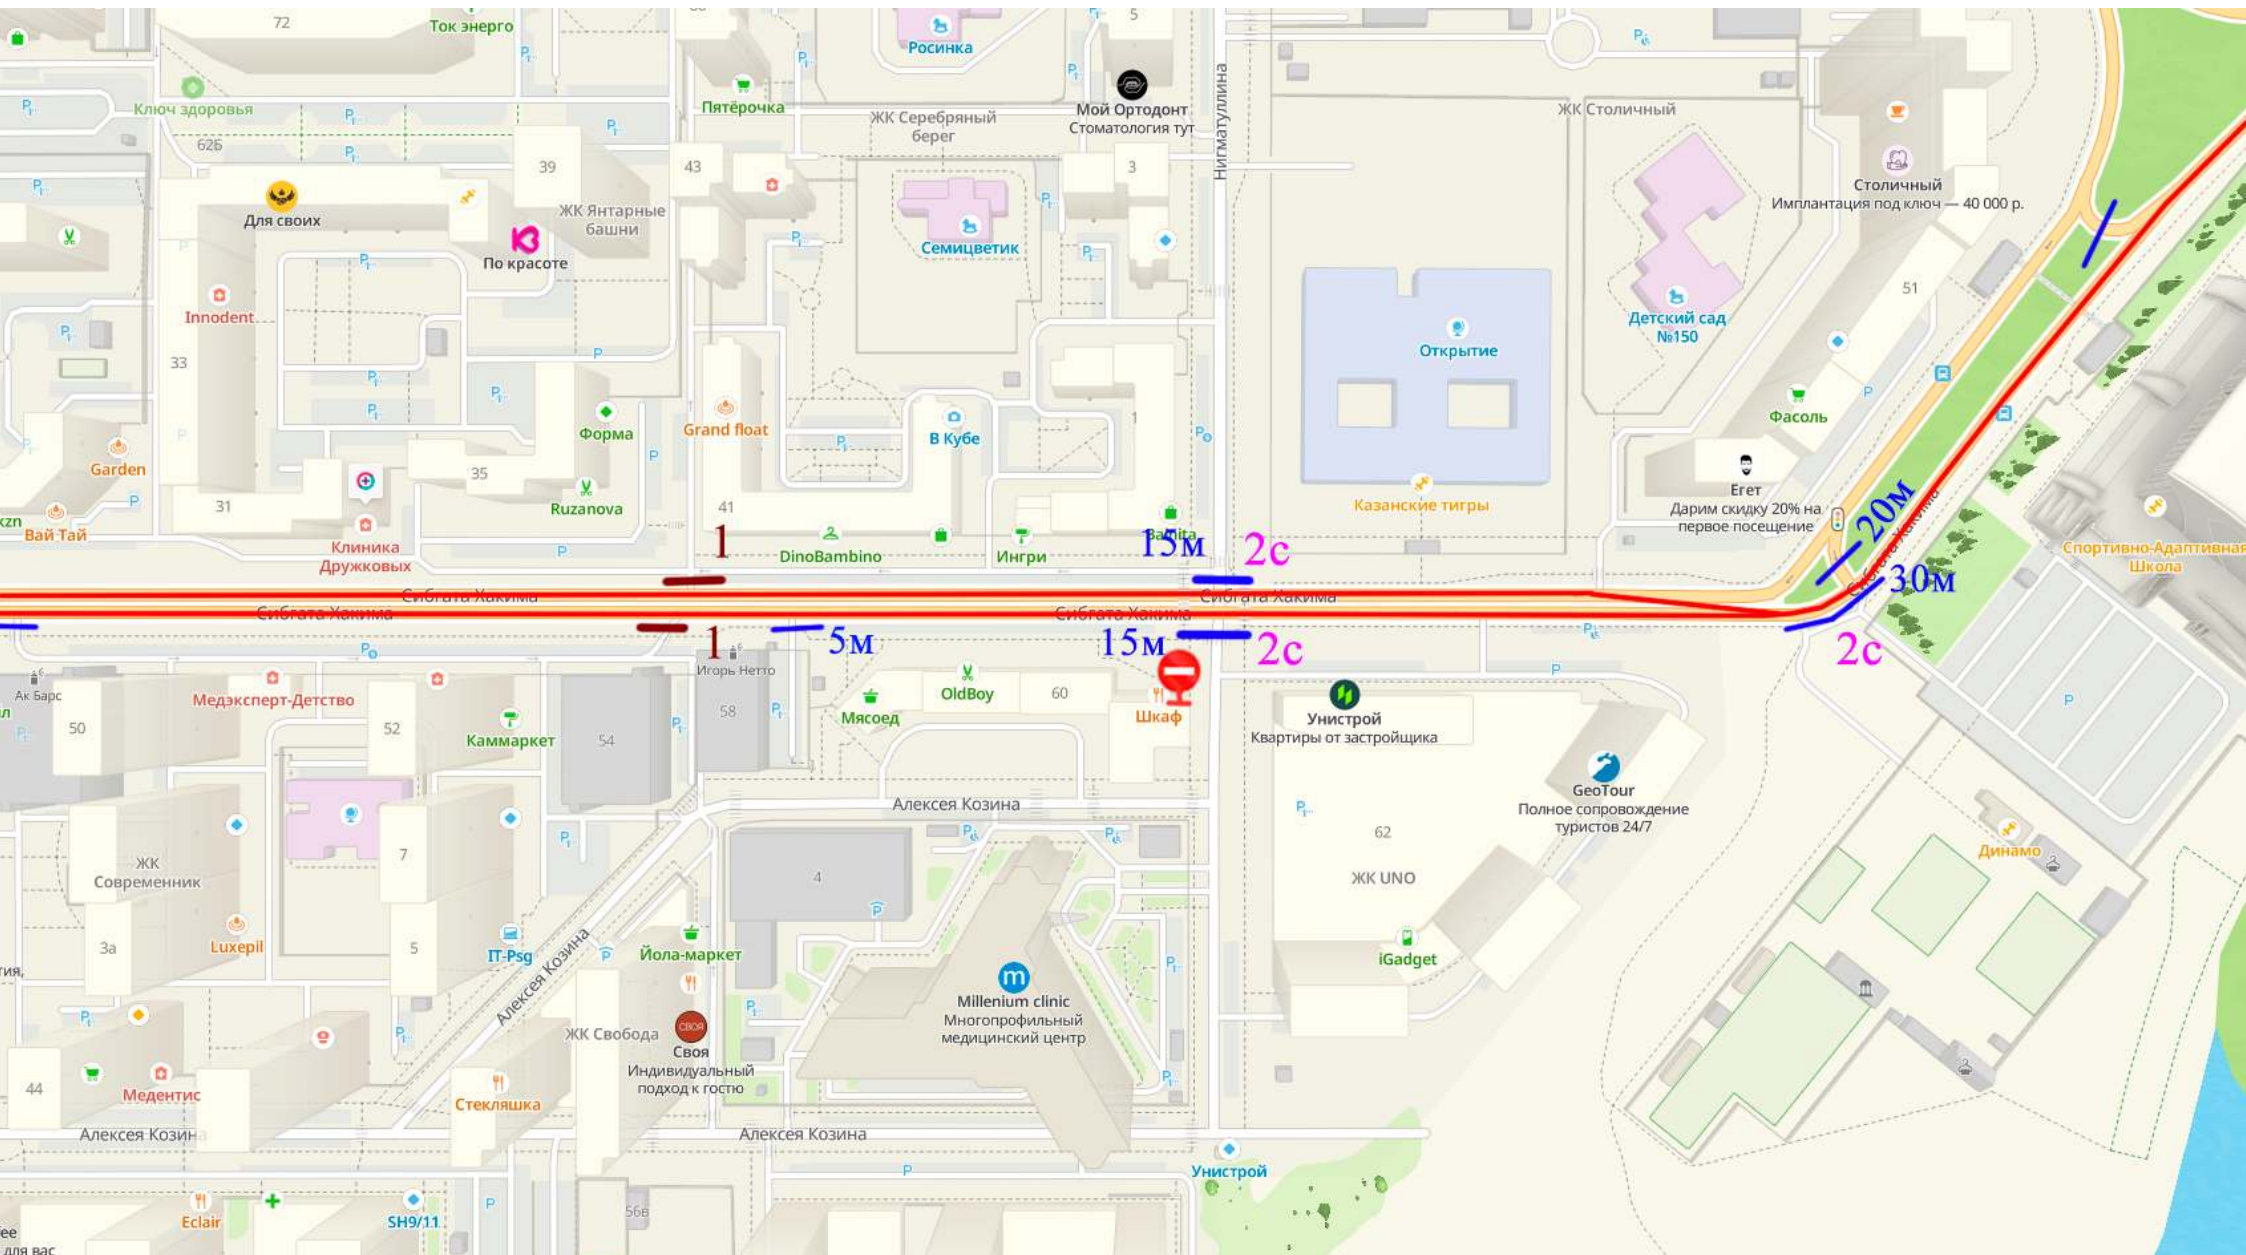 72
Ток энерго
5
Росинка
Ключ здоровья
Пятёрочка
Мой Ортодонт
Стоматология тут
ЖК Серебряный
берег
ЖК Столичный
Нигматуллина
62Б
39
43
3
Для своих
ЖК Янтарные
башни
По красоте
Семицветик
Столичный
Имплантация под ключ — 40 000 р.
Innodent
Детский сад
№150
51
Открытие
33
Grand float
В Кубе
1
Форма
Фасоль
Garden
35
31
Ruzanova
41
Егет
Дарим скидку 20% на
первое посещение
Казанские тигры
kzn
Вай Тай
Клиника
Дружковых
DinoBambino
Ингри
1
15м
2с
20м
30м
Спортивно-Адаптивная
Школа
Сибгата Хакима
Сибгата Хакима
Сибгата Хакима
Сибгата Хакима
Сибгата Хакима
1
5м
15м
2с
2с
Ак Барс
Игорь Нетто
Медэксперт-Детство
50
52
54
58
Каммаркет
Мясоед
OldBoy
60
Шкаф
Унистрой
Квартиры от застройщика
GeoTour
Полное сопровождение
туристов 24/7
Алексея Козина
62
ЖК UNO
Динамо
ЖК
Современник
7
4
3а
5
Luxepil
IT-Psg
Алексея Козина
Йола-маркет
iGadget
Millenium clinic
Многопрофильный
медицинский центр
ЖК Свобода
СВОЯ
Своя
Индивидуальный
подход к гостю
44
Медентис
Стекляшка
Алексея Козина
Алексея Козина
Унистрой
Eclair
SH9/11
56в
для вас